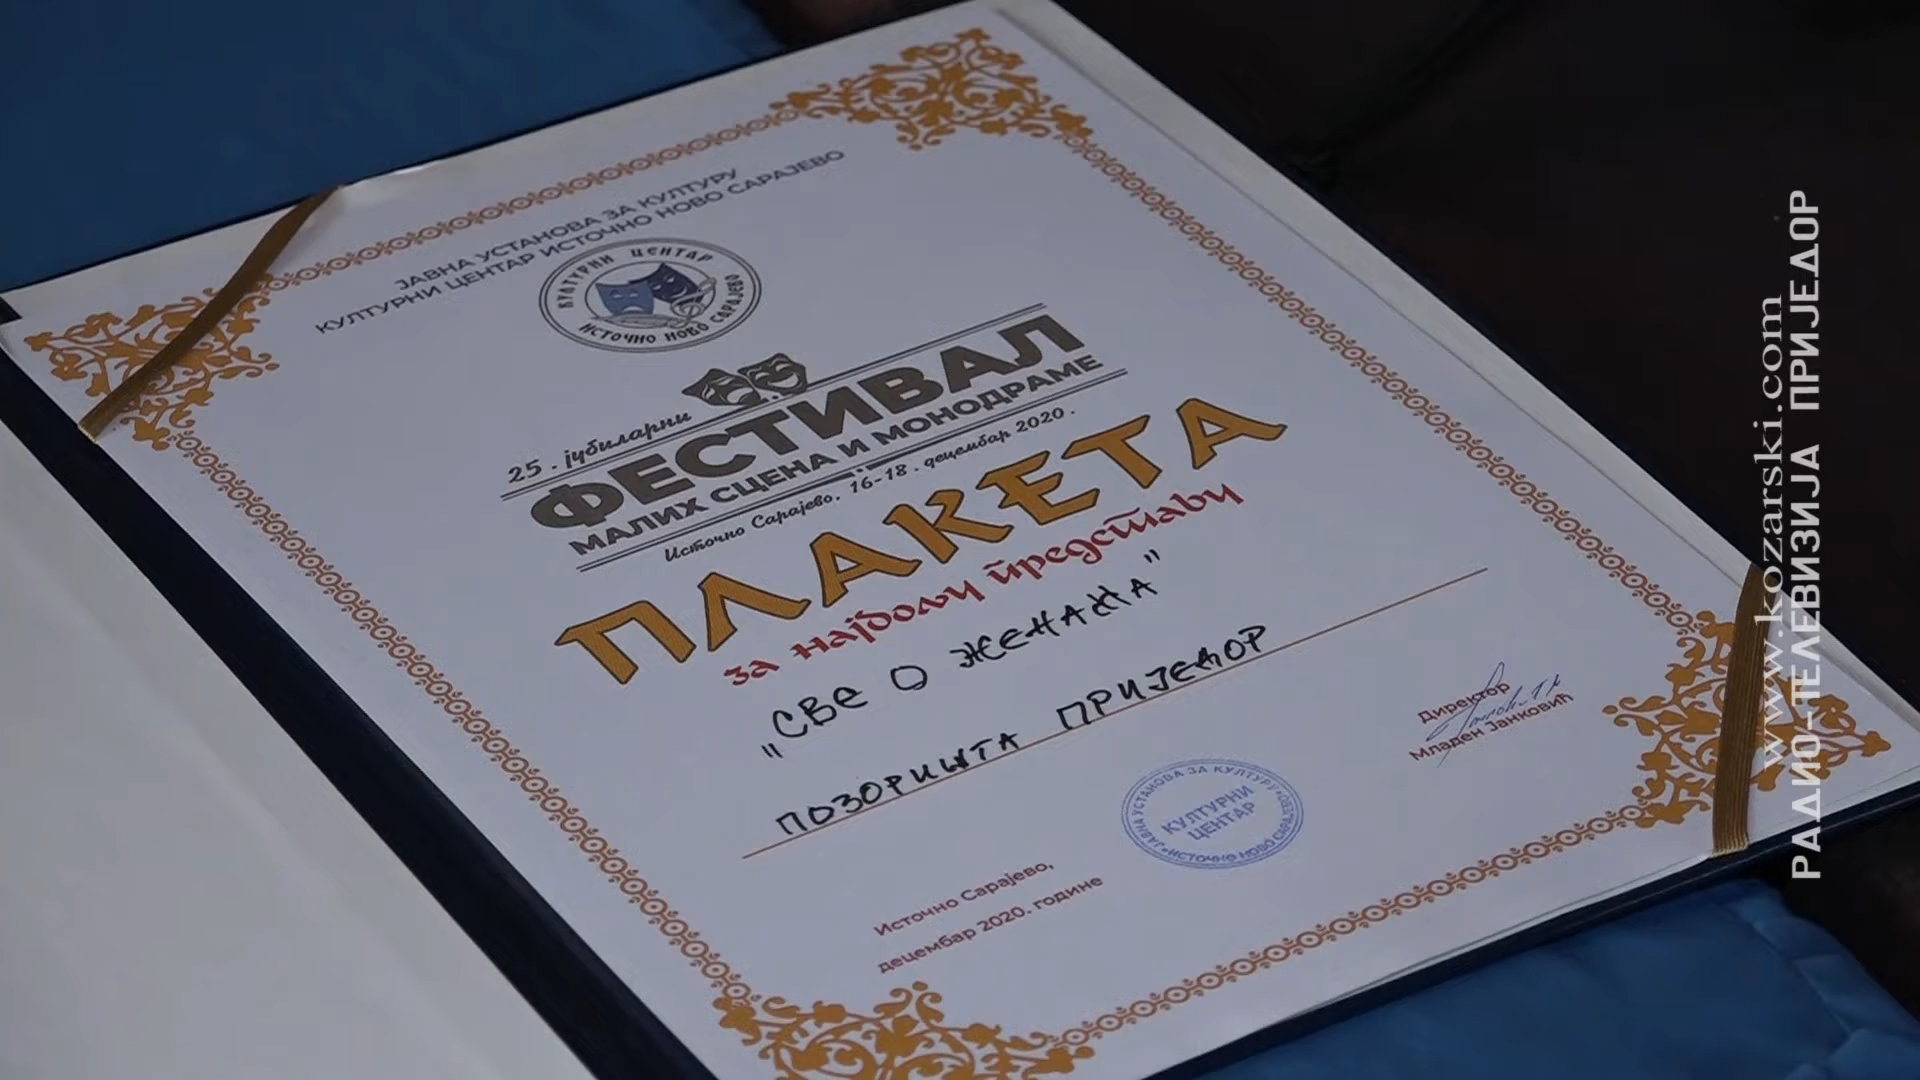 ЈАВНА УСТАНОВА ЗА КУЛТУРУ
КУЛТУРНИ ЦЕНТАР ИСТОЧНО НОВО САРАЈЕВО
КУЛТУРНИ ЦЕНТАР
ИСТОЧНО НОВО САРАЈЕВО
25. јубиларни
ФЕСТИВАЛ
МАЛИХ СЦЕНА И МОНОДРАМЕ
Источно Сарајево. 16-18. децембар 2020.
ПЛАКЕТА
за најбољу представу
"СВЕ О ЖЕНАМА"
ПОЗОРИШТА ПРИЈЕДОР
Директор
Младен Јанковић
ЈАВНА УСТАНОВА ЗА КУЛТУРУ
КУЛТУРНИ
ЦЕНТАР
ИСТОЧНО НОВО САРАЈЕВО
Источно Сарајево,
децембар 2020. године
www.kozarski.com
РАДИО-ТЕЛЕВИЗИЈА ПРИЈЕДОР